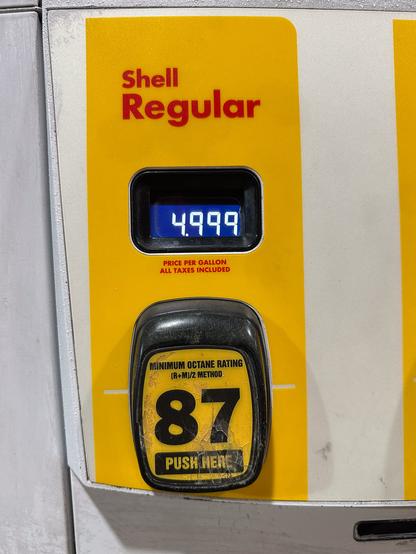 Shell
Regular
4.999
PRICE PER GALLON
ALL TAXES INCLUDED
MINIMUM OCTANE RATING
(R+M)/2 METHOD
87
PUSH HERE